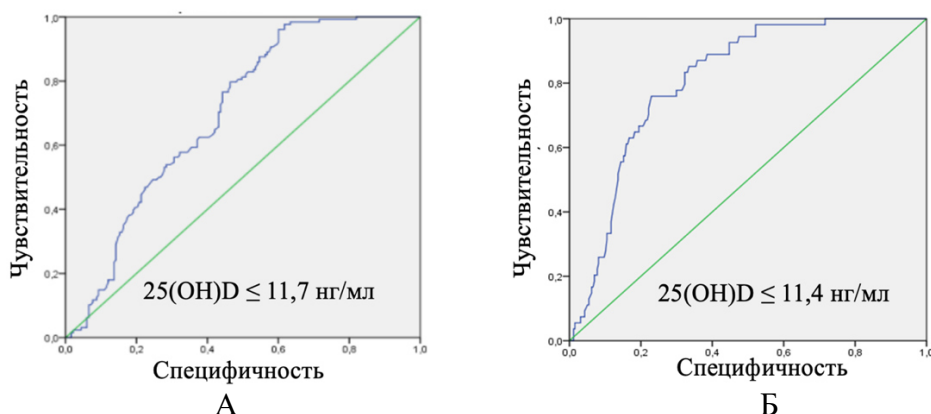 Чувствительность
1,0
0,8
0,6
0,4
0,2
0,0
25(OH)D ≤ 11,7 нг/мл
0,0 0,2 0,4 0,6 0,8 1,0
Специфичность
А
Чувствительность
1,0
0,8
0,6
0,4
0,2
0,0
25(OH)D ≤ 11,4 нг/мл
0,0 0,2 0,4 0,6 0,8 1,0
Специфичность
Б